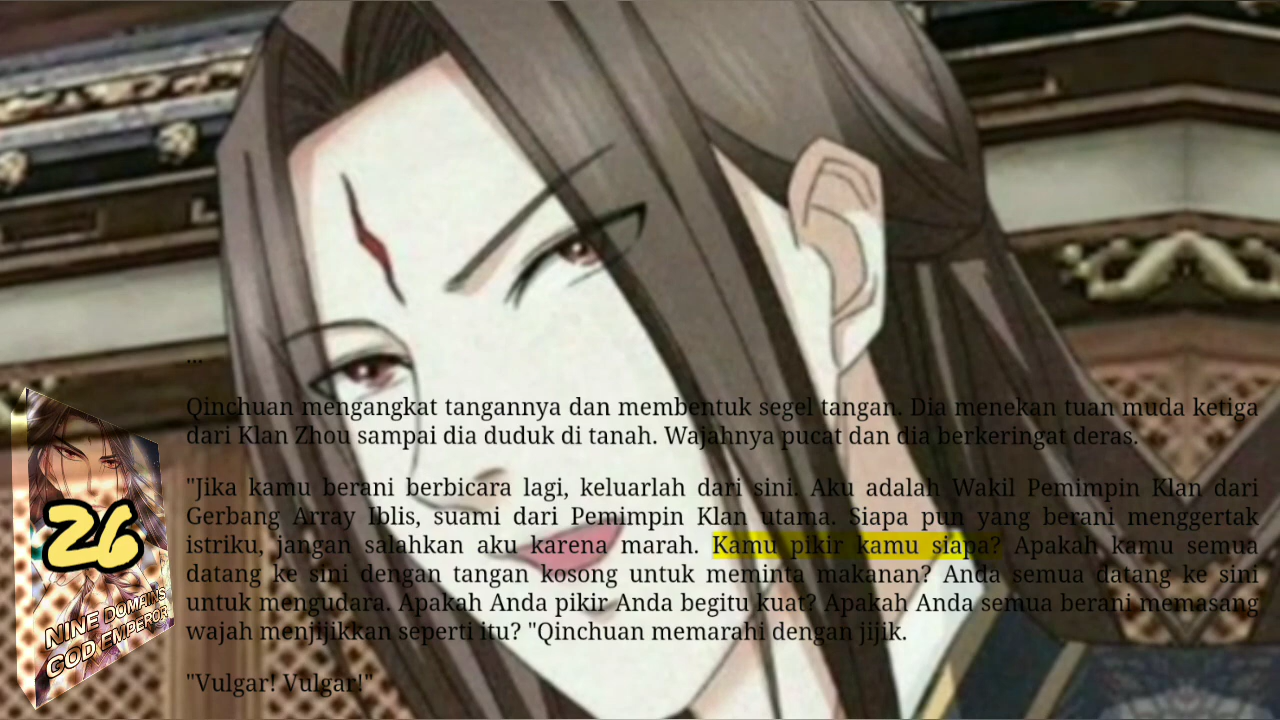 ...
Qinchuan mengangkat tangannya dan membentuk segel tangan. Dia menekan tuan muda ketiga
dari Klan Zhou sampai dia duduk di tanah. Wajahnya pucat dan dia berkeringat deras.
"Jika kamu berani berbicara lagi, keluarlah dari sini. Aku adalah Wakil Pemimpin Klan dari
Gerbang Array Iblis, suami dari Pemimpin Klan utama. Siapa pun yang berani menggertak
istriku, jangan salahkan aku karena marah. Kamu pikir kamu siapa? Apakah kamu semua
datang ke sini dengan tangan kosong untuk meminta makanan? Anda semua datang ke sini
untuk mengudara. Apakah Anda pikir Anda begitu kuat? Apakah Anda semua berani memasang
wajah menjijikkan seperti itu? "Qinchuan memarahi dengan jijik.
"Vulgar! Vulgar!"
26
NINE DOMAINS
GOD EMPEROR